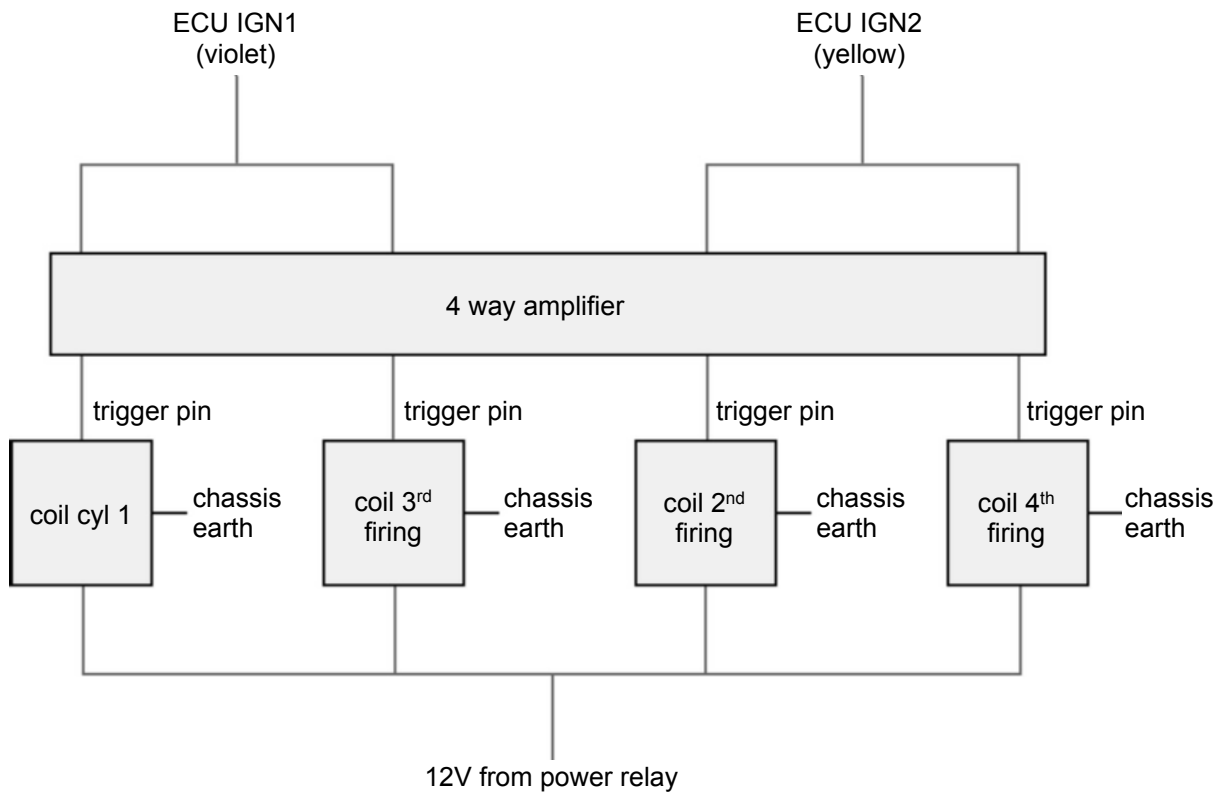 ECU IGN1
(violet)
ECU IGN2
(yellow)
4 way amplifier
trigger pin
trigger pin
trigger pin
trigger pin
coil cyl 1
chassis
earth
coil 3rd
firing
chassis
earth
coil 2nd
firing
chassis
earth
coil 4th
firing
chassis
earth
12V from power relay